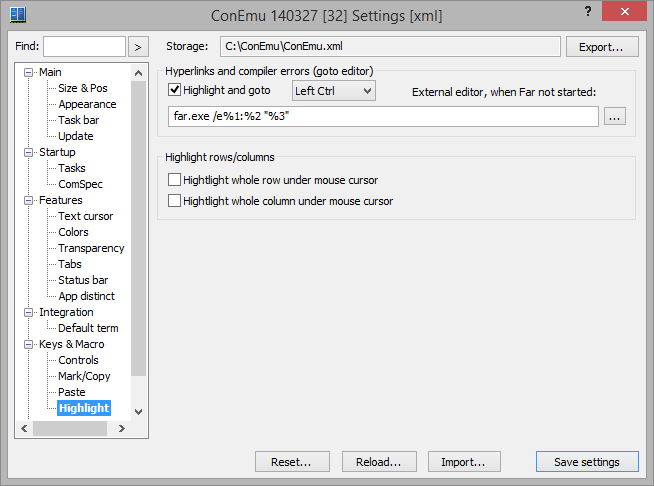 ConEmu 140327 [32] Settings [xml]
?
Find:
>
Storage:
C:\ConEmu\ConEmu.xml
Export...
Main
Size & Pos
Appearance
Task bar
Update
Startup
Tasks
ComSpec
Features
Text cursor
Colors
Transparency
Tabs
Status bar
App distinct
Integration
Default term
Keys & Macro
Controls
Mark/Copy
Paste
Highlight
Hyperlinks and compiler errors (goto editor)
Highlight and goto
Left Ctrl
External editor, when Far not started:
far.exe /e%1:%2 "%3"
...
Highlight rows/columns
Hightlight whole row under mouse cursor
Hightlight whole column under mouse cursor
Reset...
Reload...
Import...
Save settings